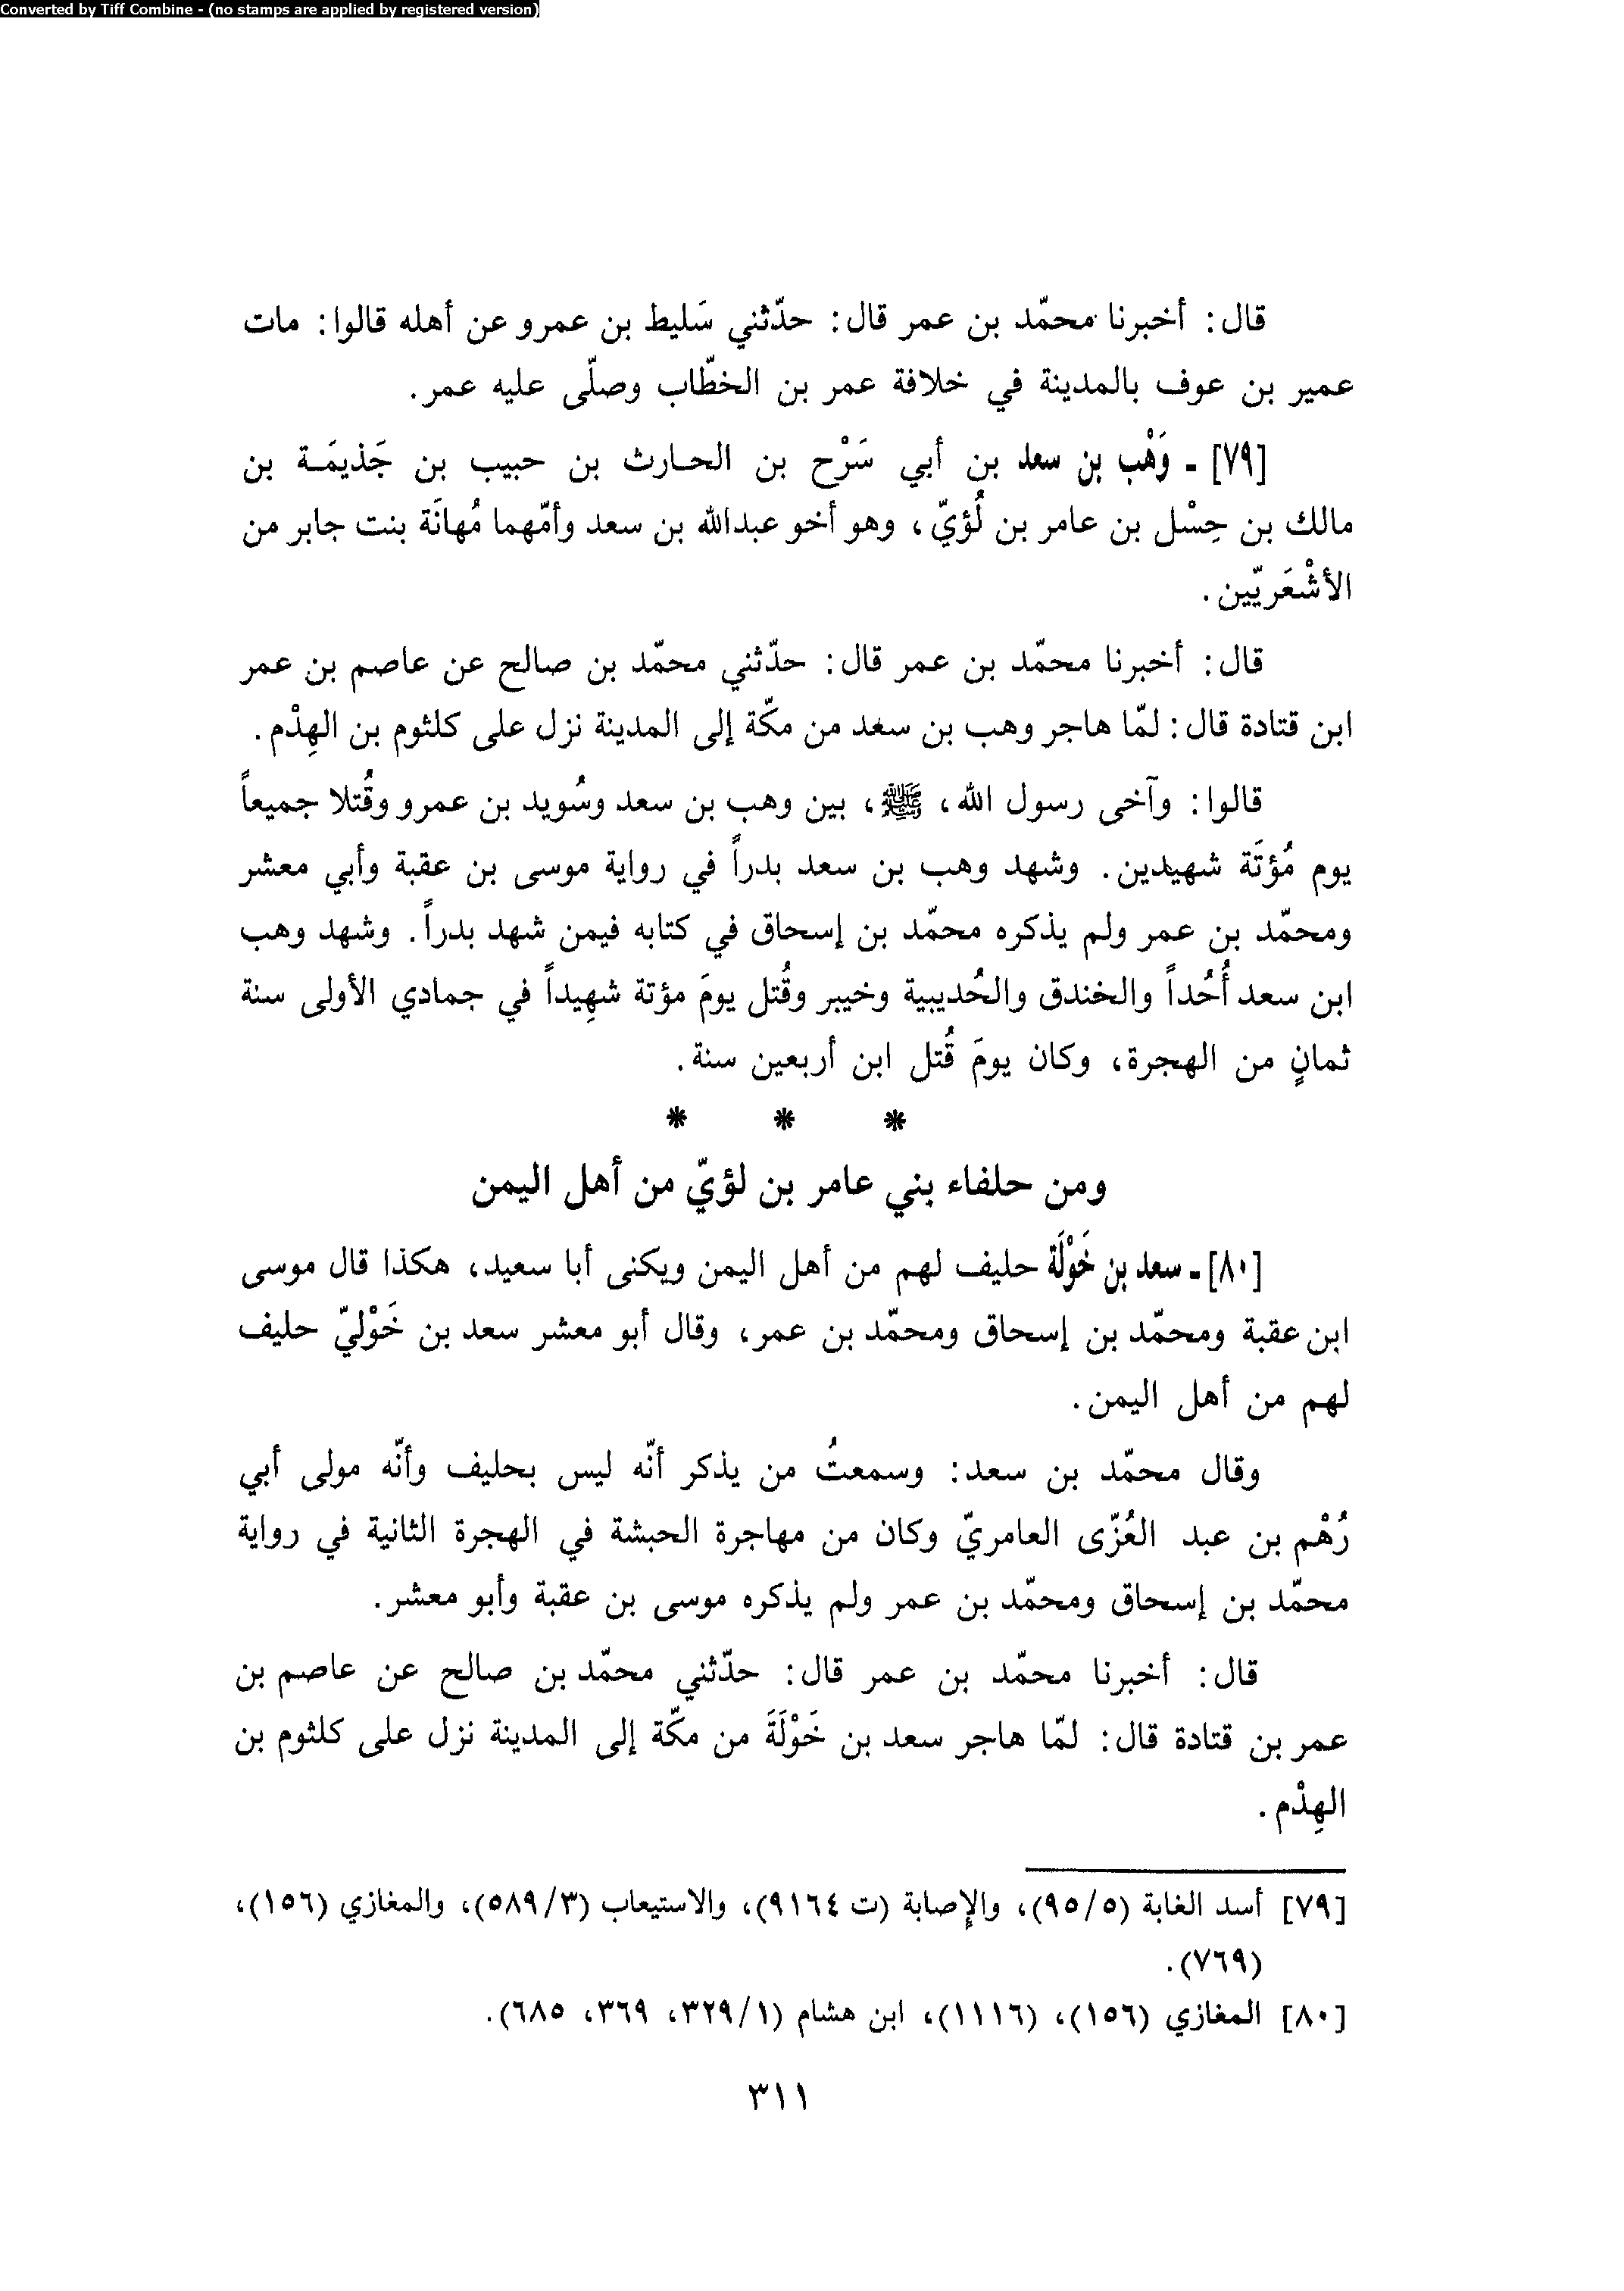 Converted by Tiff Combine - (no stamps are applied by registered version)
قال: أخبرنا محمّد بن عمر قال: حدّثني سَليط بن عمرو عن أهله قالوا: مات
عمير بن عوف بالمدينة في خلافة عمر بن الخطّاب وصلّى عليه عمر.
[٧٩] ـ وَهْب بن سعد بن أبي سَرْح بن الحـارث بن حبيب بن جَذيمَـة بن
مالك بن حِسْل بن عامر بن لُؤيّ، وهو أخو عبدالله بن سعد وأمّهما مُهانَة بنت جابر من
الأشْعَريّين.
قال: أخبرنا محمّد بن عمر قال: حدّثني محمّد بن صالح عن عاصم بن عمر
ابن قتادة قال: لمّا هاجر وهب بن سعد من مكّة إلى المدينة نزل على كلثوم بن الهِدْم.
قالوا: وآخى رسول الله، ﷺ، بين وهب بن سعد وسُويد بن عمرو وقُتلا جميعاً
يوم مُؤتَة شهيدين. وشهد وهب بن سعد بدراً في رواية موسى بن عقبة وأبي معشر
ومحمّد بن عمر ولم يذكره محمّد بن إسحاق في كتابه فيمن شهد بدراً. وشهد وهب
ابن سعد أُحُداً والخندق والحُديبية وخيبر وقُتل يومَ مؤتة شهِيداً في جمادي الأولى سنة
ثمانٍ من الهجرة، وكان يومَ قُتل ابن أربعين سنة.
* * *
ومن حلفاء بني عامر بن لؤيّ من أهل اليمن
[٨٠] ـ سعد بن خَوْلَة حليف لهم من أهل اليمن ويكنى أبا سعيد، هكذا قال موسى
ابن عقبة ومحمّد بن إسحاق ومحمّد بن عمر، وقال أبو معشر سعد بن خَوْليّ حليف
لهم من أهل اليمن.
وقال محمّد بن سعد: وسمعتُ من يذكر أنّه ليس بحليف وأنّه مولى أبي
رُهْم بن عبد العُزّى العامريّ وكان من مهاجرة الحبشة في الهجرة الثانية في رواية
محمّد بن إسحاق ومحمّد بن عمر ولم يذكره موسى بن عقبة وأبو معشر.
قال: أخبرنا محمّد بن عمر قال: حدّثني محمّد بن صالح عن عاصم بن
عمر بن قتادة قال: لمّا هاجر سعد بن خَوْلَةَ من مكّة إلى المدينة نزل على كلثوم بن
الهِدْم.
[٧٩] أسد الغابة (٩٥/٥)، والإصابة (ت ٩١٦٤)، والاستيعاب (٥٨٩/٣)، والمغازي (١٥٦)،
(٧٦٩).
[٨٠] المغازي (١٥٦)، (١١١٦)، ابن هشام (٣٢٩/١، ٣٦٩، ٦٨٥).
٣١١